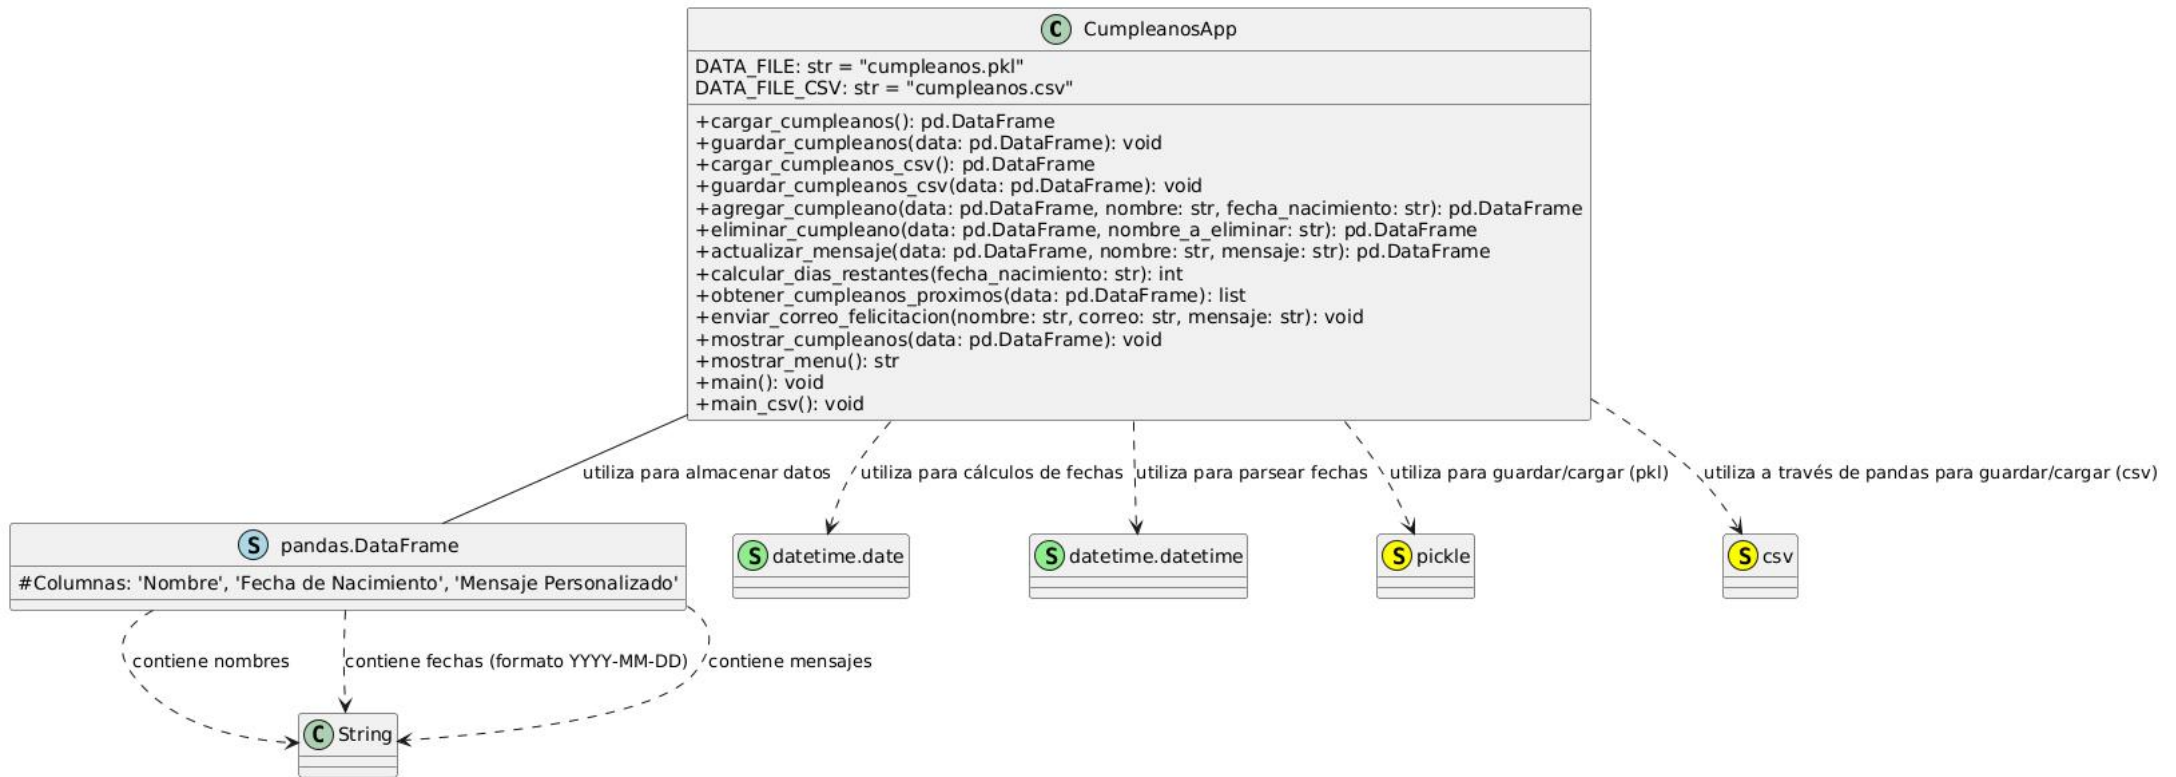 C CumpleanosApp
DATA_FILE: str = "cumpleanos.pkl"
DATA_FILE_CSV: str = "cumpleanos.csv"
+cargar_cumpleanos(): pd.DataFrame
+guardar_cumpleanos(data: pd.DataFrame): void
+cargar_cumpleanos_csv(): pd.DataFrame
+guardar_cumpleanos_csv(data: pd.DataFrame): void
+agregar_cumpleano(data: pd.DataFrame, nombre: str, fecha_nacimiento: str): pd.DataFrame
+eliminar_cumpleano(data: pd.DataFrame, nombre_a_eliminar: str): pd.DataFrame
+actualizar_mensaje(data: pd.DataFrame, nombre: str, mensaje: str): pd.DataFrame
+calcular_dias_restantes(fecha_nacimiento: str): int
+obtener_cumpleanos_proximos(data: pd.DataFrame): list
+enviar_correo_felicitacion(nombre: str, correo: str, mensaje: str): void
+mostrar_cumpleanos(data: pd.DataFrame): void
+mostrar_menu(): str
+main(): void
+main_csv(): void
utiliza para almacenar datos
utiliza para cálculos de fechas
utiliza para parsear fechas
utiliza para guardar/cargar (pkl)
utiliza a través de pandas para guardar/cargar (csv)
S pandas.DataFrame
#Columnas: 'Nombre', 'Fecha de Nacimiento', 'Mensaje Personalizado'
S datetime.date
S datetime.datetime
S pickle
S csv
contiene nombres
contiene fechas (formato YYYY-MM-DD)
contiene mensajes
C String